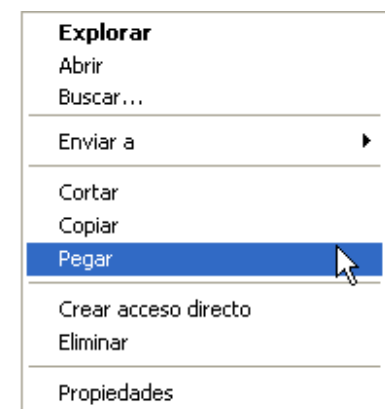 Explorar
Abrir
Buscar...
Enviar a
Cortar
Copiar
Pegar
Crear acceso directo
Eliminar
Propiedades